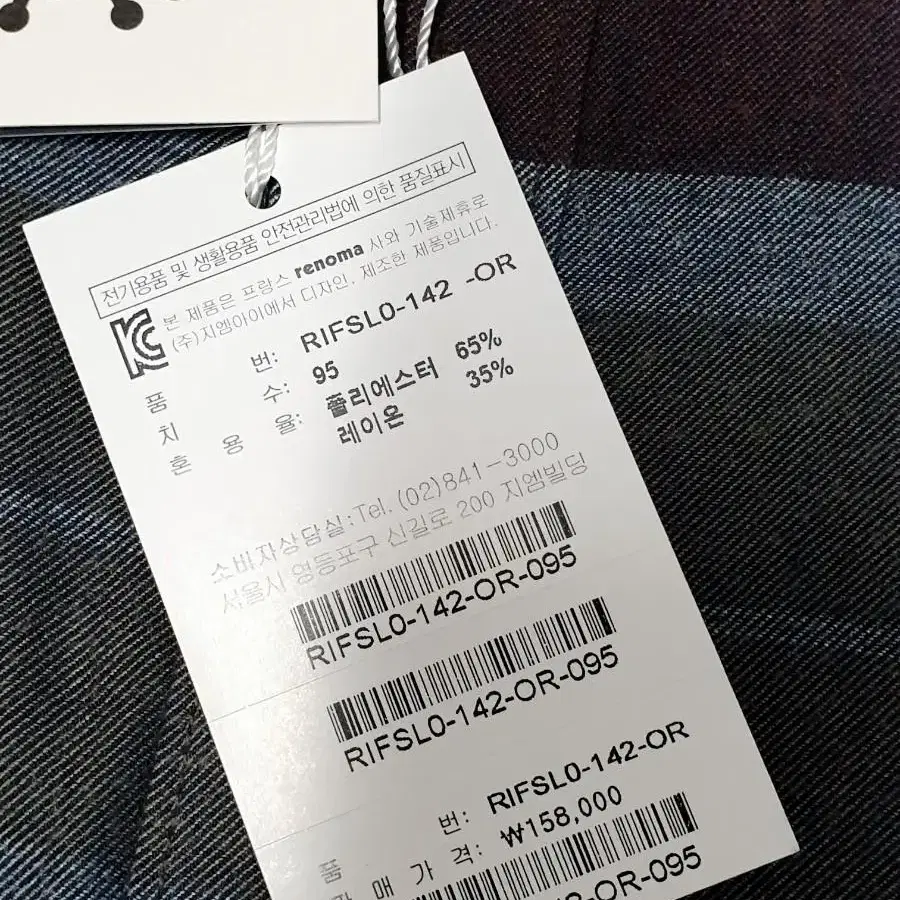 전기용품 및 생활용품 안전관리법에 의한 품질표시
본 제품은 프랑스 renoma 사와 기술제휴로
(주)지엠아이에서 디자인, 제조한 제품입니다.
품 번: RIFSL0-142 -OR
치 수: 95
혼 용 율: 폴리에스터 65%
레이온 35%
소비자상담실:Tel.(02)841-3000
서울시 영등포구 신길로 200 지엠빌딩
RIFSL0-142-OR-095
RIFSL0-142-OR-095
품 번: RIFSL0-142-OR
판 매 가 격: ₩158,000
-OR-095